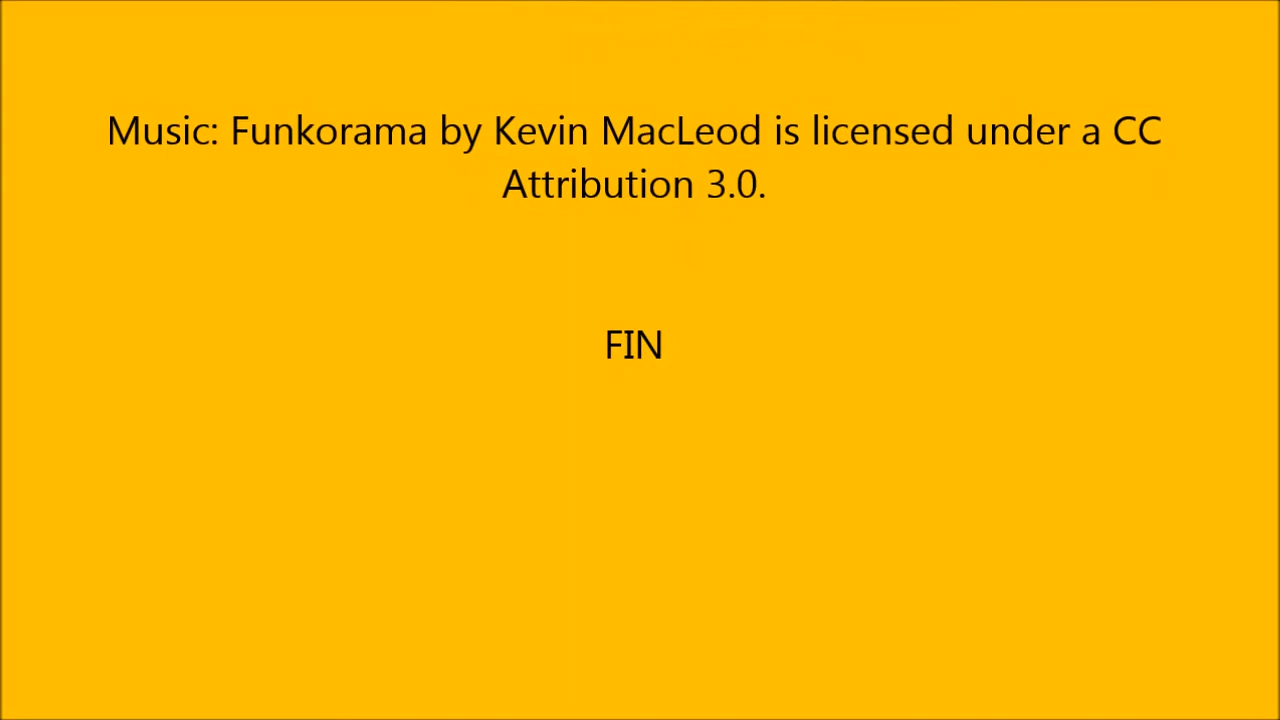 Music: Funkorama by Kevin MacLeod is licensed under a CC
Attribution 3.0.
FIN